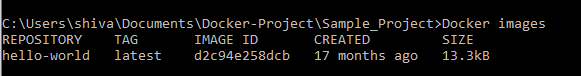 C:\Users\shiva\Documents\Docker-Project\Sample_Project>Docker images
REPOSITORY TAG IMAGE ID CREATED SIZE
hello-world latest d2c94e258dcb 17 months ago 13.3kB